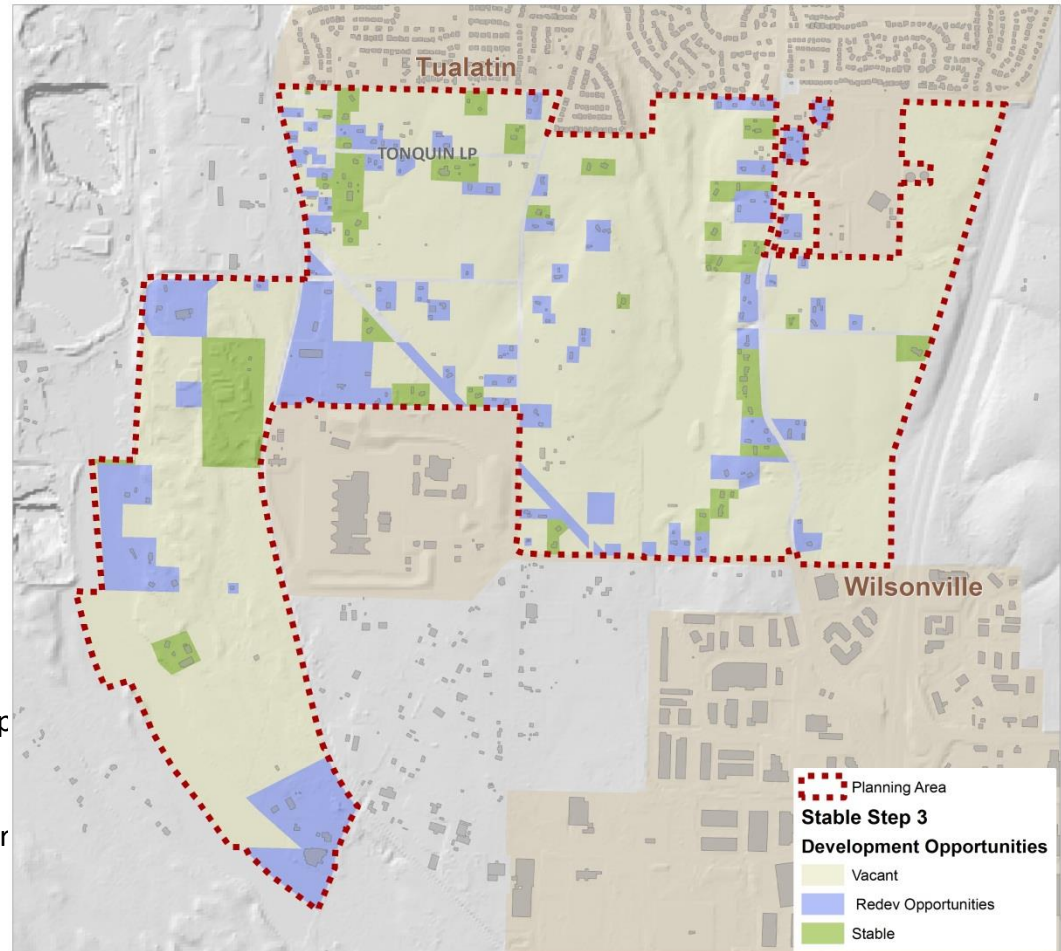 Tualatin
TONQUIN LP
Wilsonville
Planning Area
Stable Step 3
Development Opportunities
Vacant
Redev Opportunities
Stable